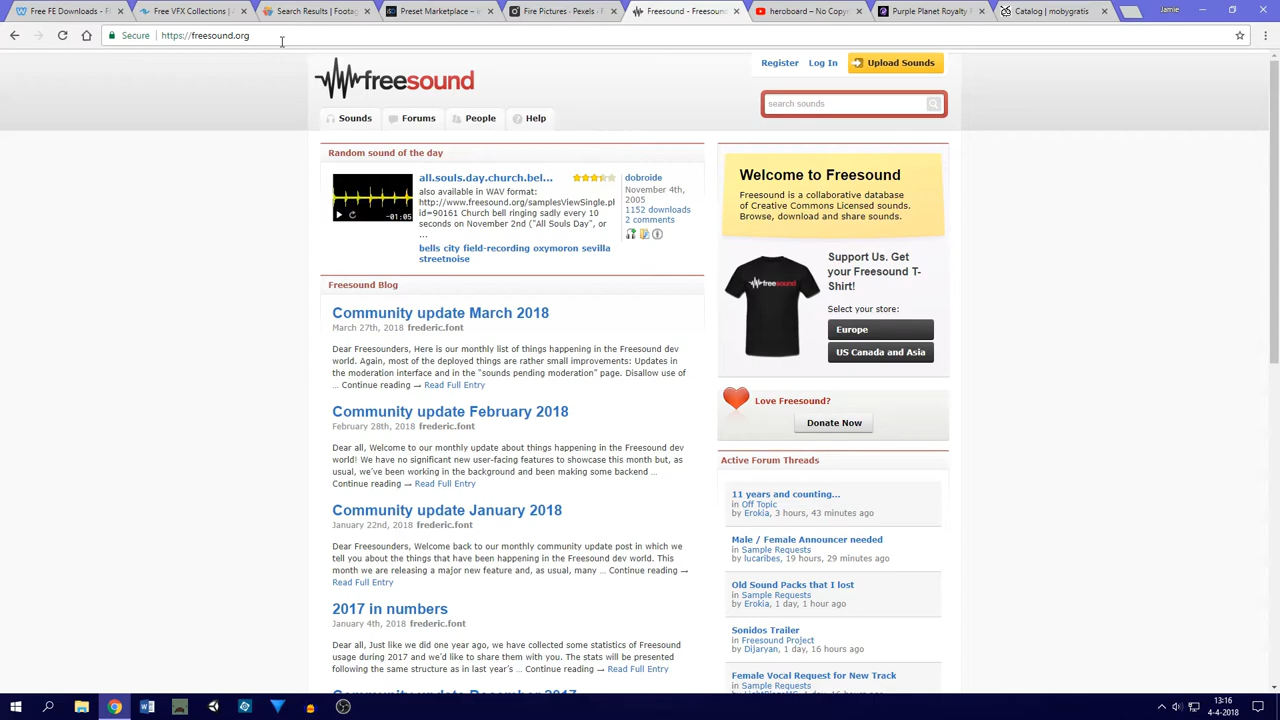 Free FE
Free VFX Collections |
Search Results | Footag
Free Me
Fire Pictures - Pexels -
Freesound - Freesound
heroboard - No Copyr
Purple Planet Royalty
Catalog | mobygratis
Secure
https://freesound.org
Register
Log In
Upload Sounds
freesound
search sounds
Sounds
Forums
People
Help
Random sound of the day
all.souls.day.church.bel...
also available in WAV format:
http://www.freesound.org/samplesViewSingle.pl
id=90161 Church bell ringing sadly every 10
seconds on November 2nd ("All Souls Day", or
...
-01:05
bells city field-recording oxymoron sevilla
streetnoise
dobroide
November 4th,
2005
1152 downloads
2 comments
Freesound Blog
Community update March 2018
March 27th, 2018 frederic.font
Dear Freesounders, Here is our monthly list of things happening in the Freesound dev
world. Again, most of the deployed things are rather small improvements: Updates in
the moderation interface and in the "sounds pending moderation" page. Disallow use of
... Continue reading → Read Full Entry
Community update February 2018
February 28th, 2018 frederic.font
Dear all, Welcome to our monthly update about things happening in the Freesound dev
world! We have no significant new user-facing features to showcase this month but, as
usual, we've been working in the background and been making some backend ...
Continue reading → Read Full Entry
Community update January 2018
January 22nd, 2018 frederic.font
Dear Freesounders, Welcome back to our monthly community update post in which we
tell you about the things that have been happening in the Freesound dev world. This
month we are releasing a major new feature and, as usual, many ... Continue reading →
Read Full Entry
2017 in numbers
January 4th, 2018 frederic.font
Dear all, Just like we did one year ago, we have collected some statistics of Freesound
usage during 2017 and we'd like to share them with you. The stats will be presented
following the same structure as in last year's ... Continue reading → Read Full Entry
Community update December 2017
Welcome to Freesound
Freesound is a collaborative database
of Creative Commons Licensed sounds.
Browse, download and share sounds.
freesound
Support Us. Get
your Freesound T-
Shirt!
Select your store:
Europe
US Canada and Asia
Love Freesound?
Donate Now
Active Forum Threads
11 years and counting...
in Off Topic
by Erokia, 3 hours, 43 minutes ago
Male / Female Announcer needed
in Sample Requests
by lucaribes, 19 hours, 29 minutes ago
Old Sound Packs that I lost
in Sample Requests
by Erokia, 1 day, 1 hour ago
Sonidos Trailer
in Freesound Project
by Dijaryan, 1 day, 16 hours ago
Female Vocal Request for New Track
in Sample Requests
13:16
4-4-2018